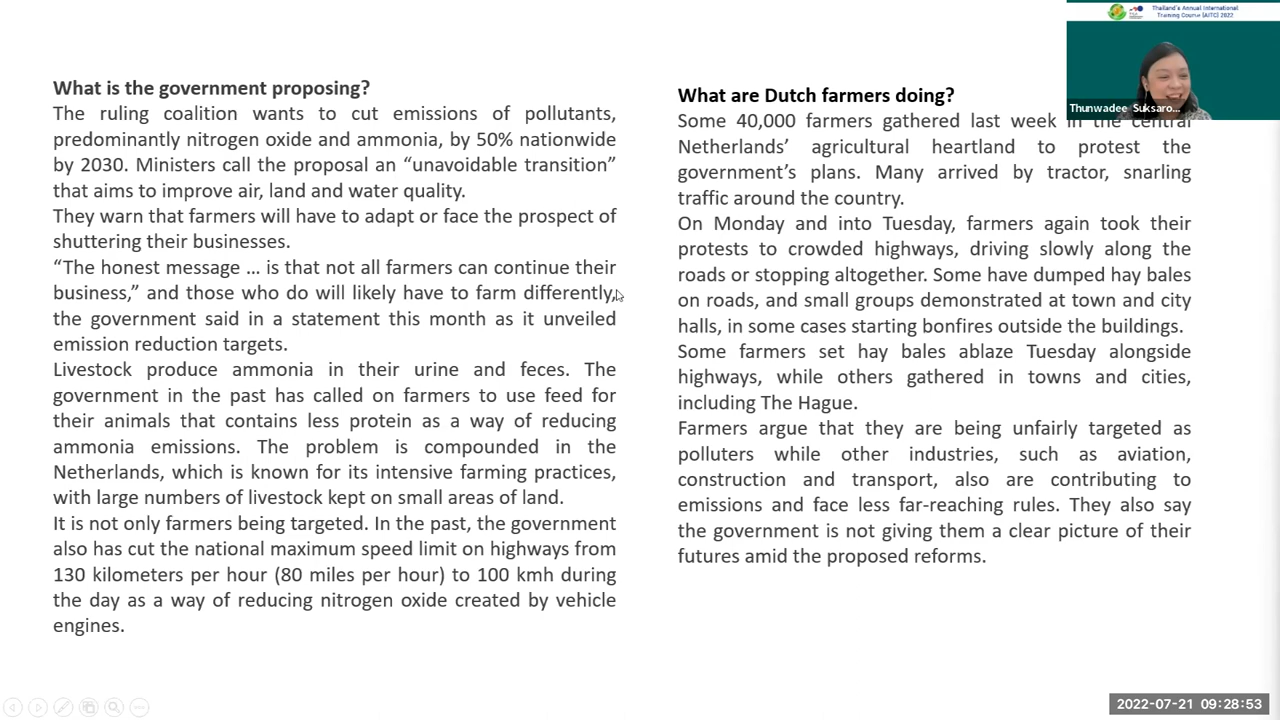 Thailand's Annual International
Training Course (AITC) 2022
Thunwadee Suksaro...
What is the government proposing?
The ruling coalition wants to cut emissions of pollutants,
predominantly nitrogen oxide and ammonia, by 50% nationwide
by 2030. Ministers call the proposal an “unavoidable transition”
that aims to improve air, land and water quality.
They warn that farmers will have to adapt or face the prospect of
shuttering their businesses.
“The honest message … is that not all farmers can continue their
business,” and those who do will likely have to farm differently,
the government said in a statement this month as it unveiled
emission reduction targets.
Livestock produce ammonia in their urine and feces. The
government in the past has called on farmers to use feed for
their animals that contains less protein as a way of reducing
ammonia emissions. The problem is compounded in the
Netherlands, which is known for its intensive farming practices,
with large numbers of livestock kept on small areas of land.
It is not only farmers being targeted. In the past, the government
also has cut the national maximum speed limit on highways from
130 kilometers per hour (80 miles per hour) to 100 kmh during
the day as a way of reducing nitrogen oxide created by vehicle
engines.
What are Dutch farmers doing?
Some 40,000 farmers gathered last week in the central
Netherlands’ agricultural heartland to protest the
government’s plans. Many arrived by tractor, snarling
traffic around the country.
On Monday and into Tuesday, farmers again took their
protests to crowded highways, driving slowly along the
roads or stopping altogether. Some have dumped hay bales
on roads, and small groups demonstrated at town and city
halls, in some cases starting bonfires outside the buildings.
Some farmers set hay bales ablaze Tuesday alongside
highways, while others gathered in towns and cities,
including The Hague.
Farmers argue that they are being unfairly targeted as
polluters while other industries, such as aviation,
construction and transport, also are contributing to
emissions and face less far-reaching rules. They also say
the government is not giving them a clear picture of their
futures amid the proposed reforms.
2022-07-21 09:28:53